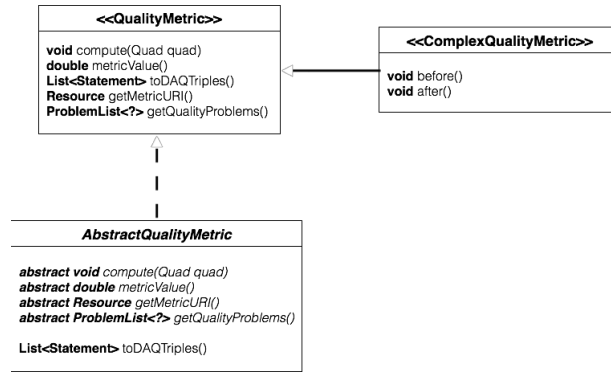 <<QualityMetric>>
void compute(Quad quad)
double metricValue()
List<Statement> toDAQTriples()
Resource getMetricURI()
ProblemList<?> getQualityProblems()
<<ComplexQualityMetric>>
void before()
void after()
AbstractQualityMetric
abstract void compute(Quad quad)
abstract double metricValue()
abstract Resource getMetricURI()
abstract ProblemList<?> getQualityProblems()
List<Statement> toDAQTriples()